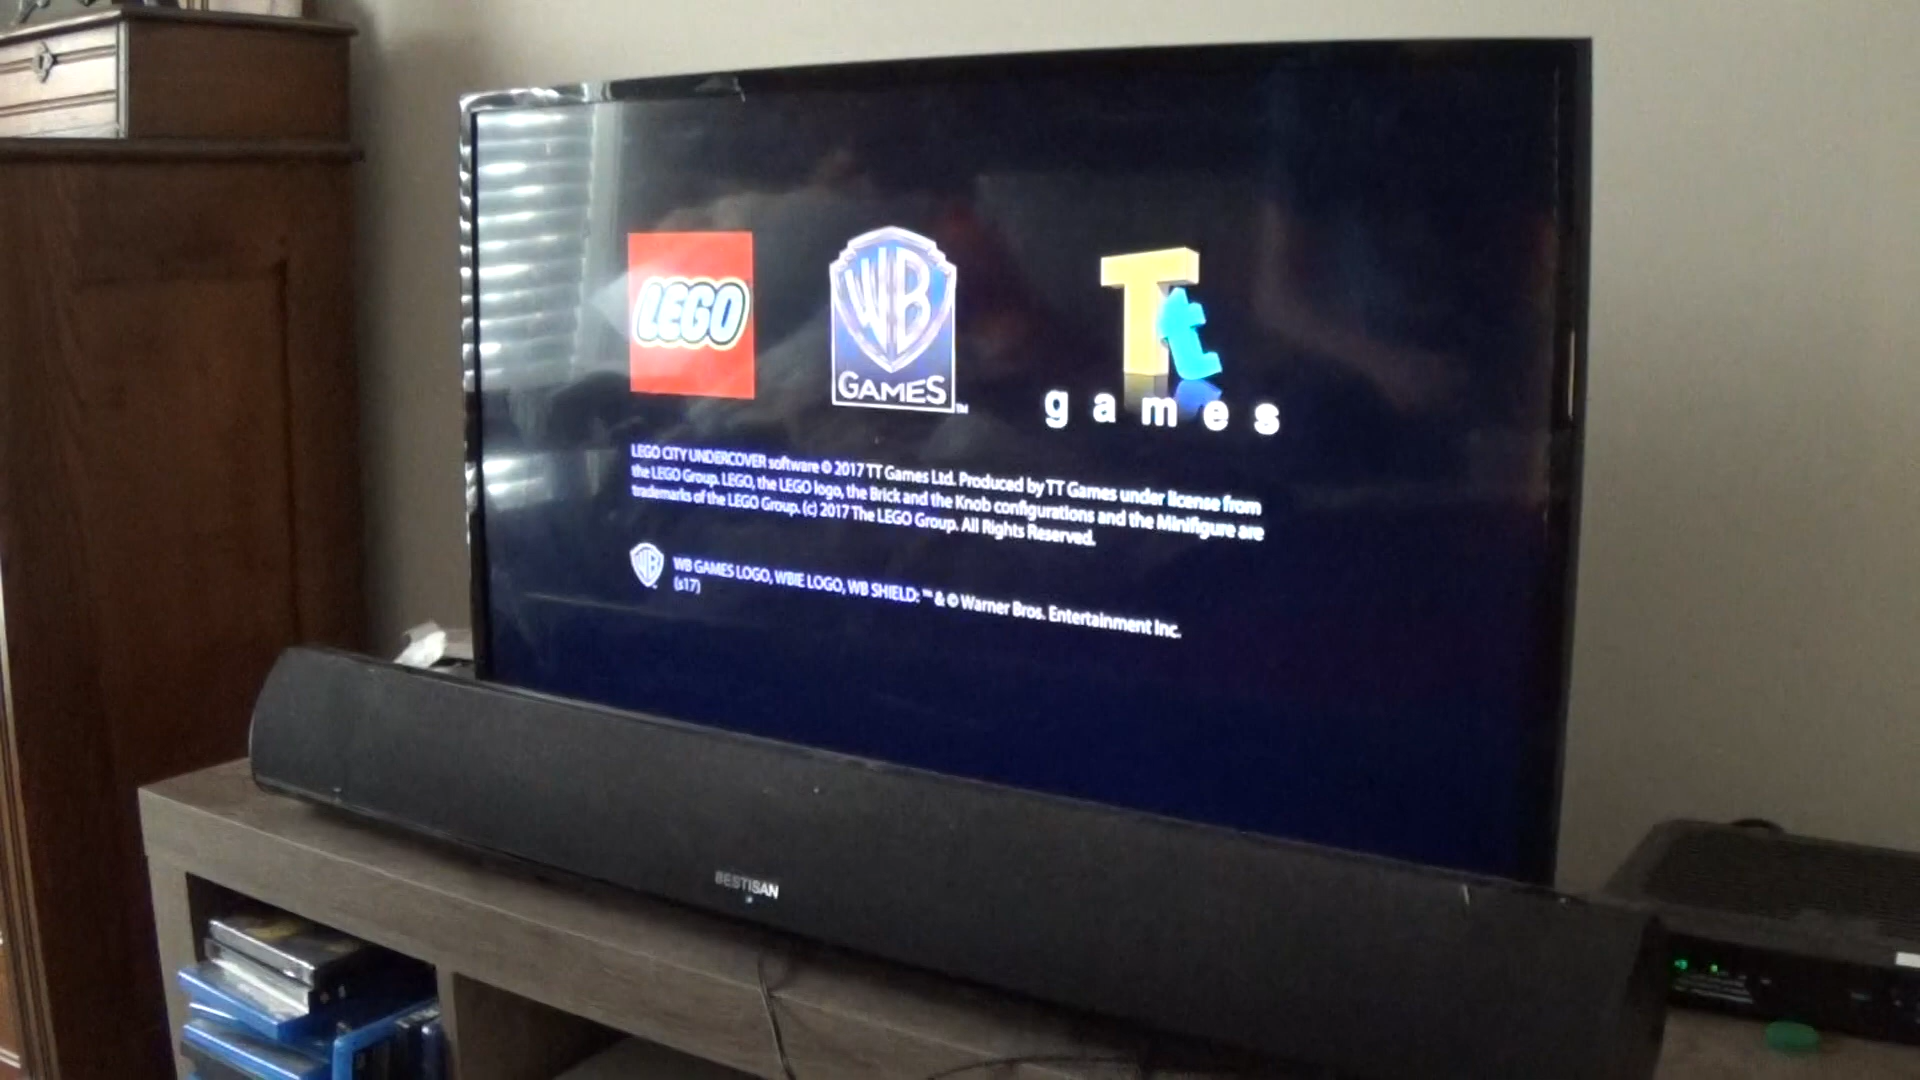 LEGO
WB
GAMES™
Tt
games
LEGO CITY UNDERCOVER software © 2017 TT Games Ltd. Produced by TT Games under license from
the LEGO Group. LEGO, the LEGO logo, the Brick and the Knob configurations and the Minifigure are
trademarks of the LEGO Group. (c) 2017 The LEGO Group. All Rights Reserved.
WB
WB GAMES LOGO, WBIE LOGO, WB SHIELD: ™ & © Warner Bros. Entertainment Inc.
(s17)
BESTISAN